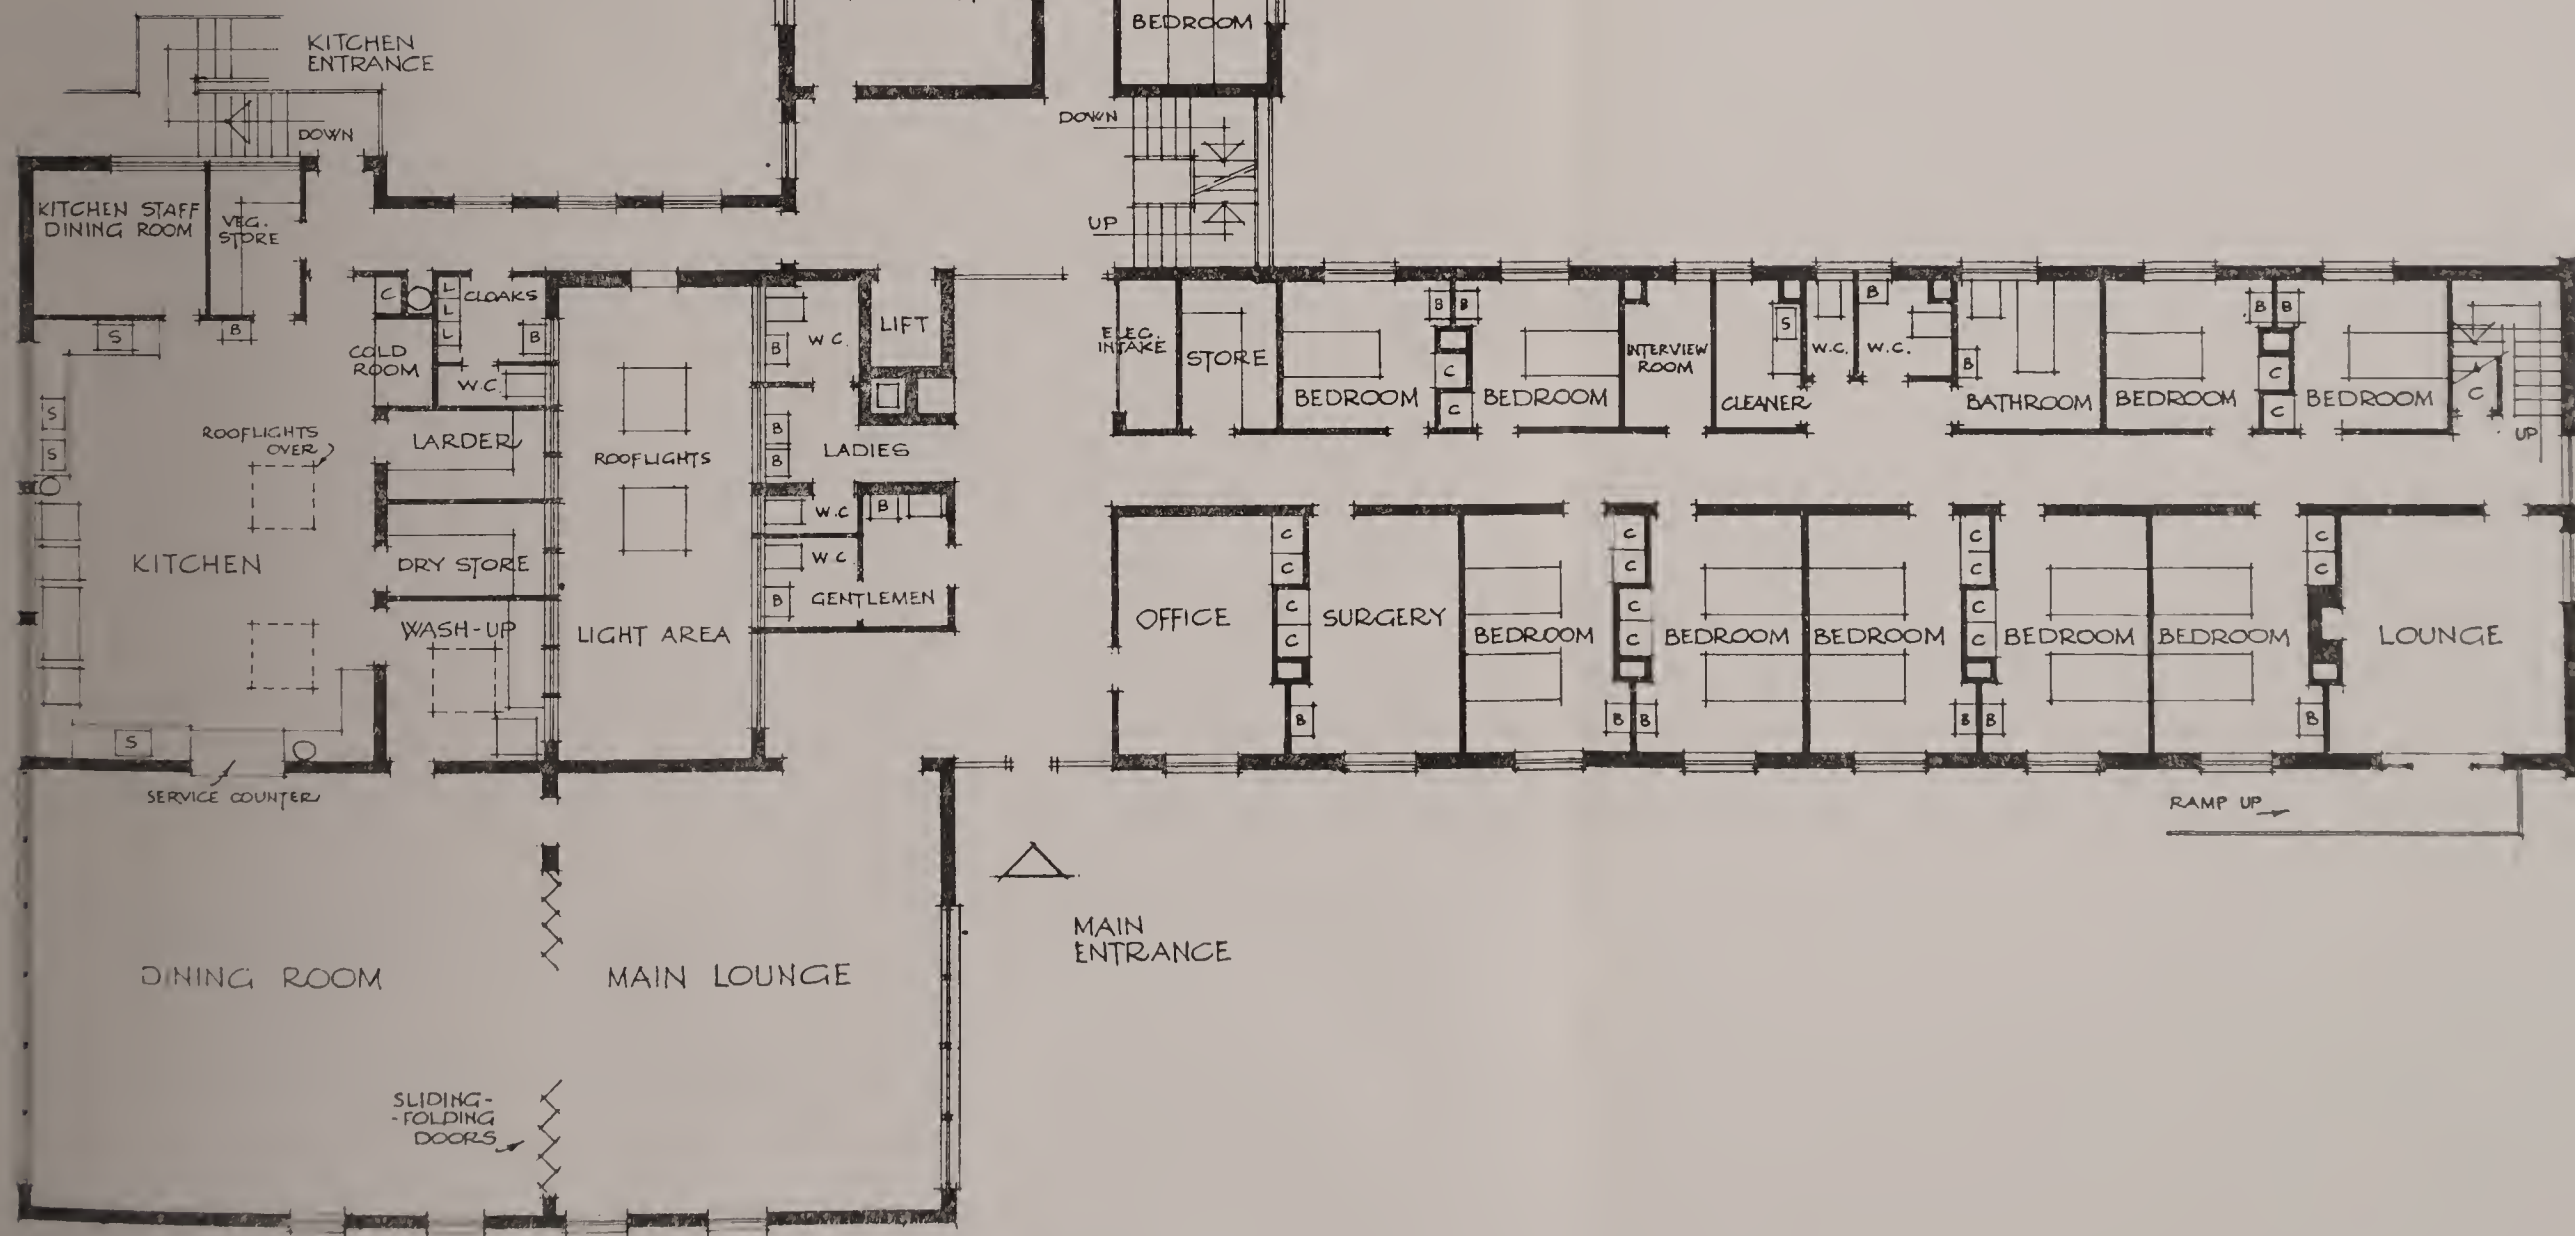 BEDROOM
KITCHEN
ENTRANCE
DOWN
DOWN
UP
KITCHEN STAFF
DINING ROOM
VEG.
STORE
S
B
C
L
L
L
CLOAKS
B
COLD
ROOM
W.C.
LARDER
S
S
ROOFLIGHTS
OVER
KITCHEN
DRY STORE
WASH-UP
S
SERVICE COUNTER
ROOFLIGHTS
LIGHT AREA
B
W.C.
LIFT
B
B
LADIES
W.C
B
W.C
B
GENTLEMEN
ELEC.
INTAKE
STORE
BEDROOM
B
B
C
C
BEDROOM
INTERVIEW
ROOM
S
CLEANER
W.C.
B
W.C.
B
BATHROOM
BEDROOM
B
B
C
C
BEDROOM
C
UP
OFFICE
C
C
C
C
B
SURGERY
BEDROOM
C
C
C
C
B
B
BEDROOM
BEDROOM
C
C
C
C
B
B
BEDROOM
BEDROOM
C
C
B
LOUNGE
RAMP UP
MAIN
ENTRANCE
DINING ROOM
MAIN LOUNGE
SLIDING-
-FOLDING
DOORS